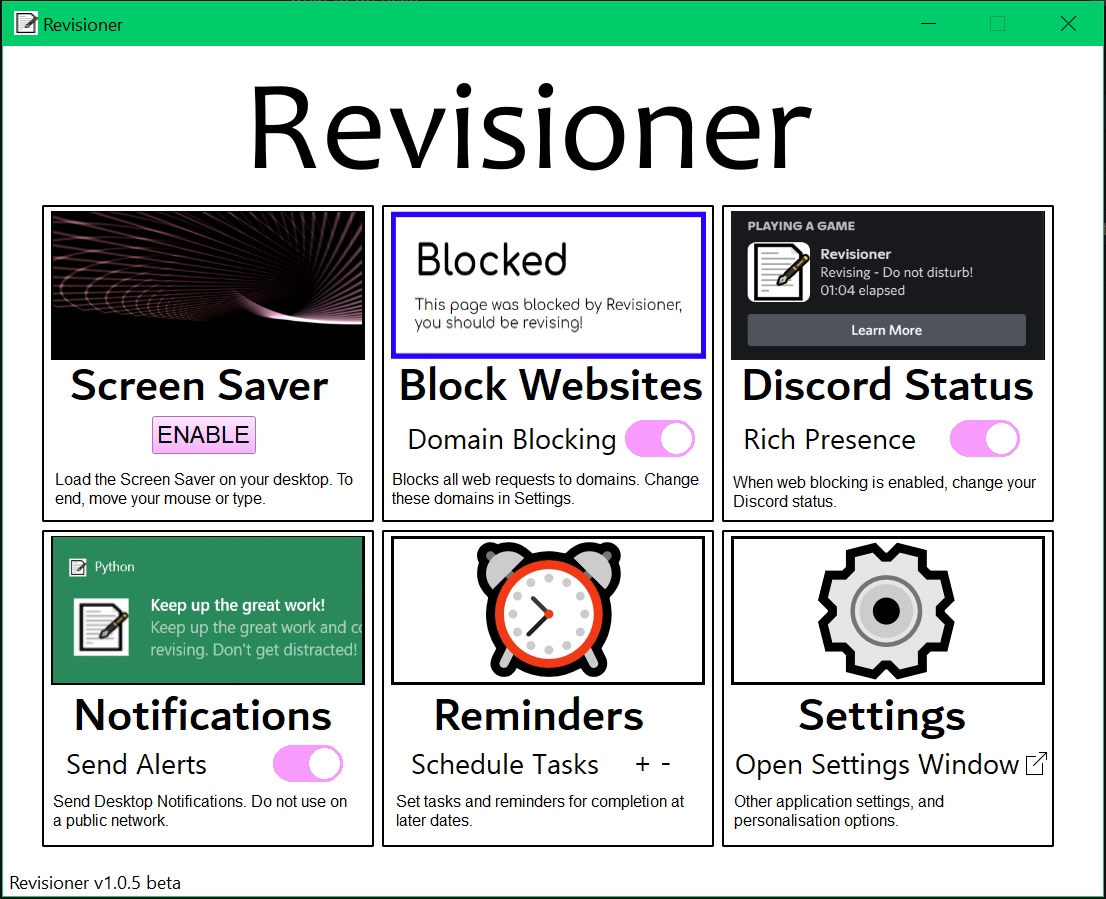 Revisioner
Revisioner
Blocked
This page was blocked by Revisioner,
you should be revising!
PLAYING A GAME
Revisioner
Revising - Do not disturb!
01:04 elapsed
Learn More
Screen Saver
ENABLE
Load the Screen Saver on your desktop. To
end, move your mouse or type.
Block Websites
Domain Blocking
Blocks all web requests to domains. Change
these domains in Settings.
Discord Status
Rich Presence
When web blocking is enabled, change your
Discord status.
Python
Keep up the great work!
Keep up the great work and
revising. Don't get distracted!
Notifications
Send Alerts
Send Desktop Notifications. Do not use on
a public network.
Reminders
Schedule Tasks + -
Set tasks and reminders for completion at
later dates.
Settings
Open Settings Window
Other application settings, and
personalisation options.
Revisioner v1.0.5 beta